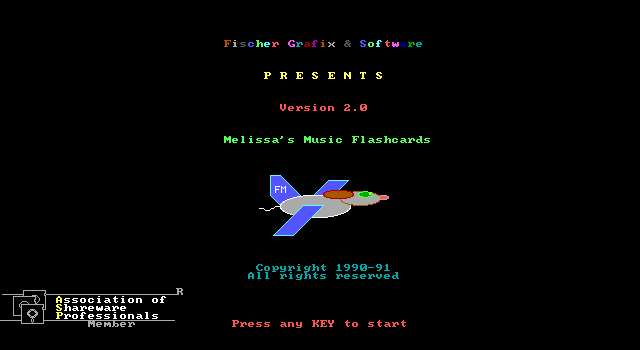 Fischer Grafix & Software
P R E S E N T S
Version 2.0
Melissa's Music Flashcards
FM
Copyright 1990-91
All rights reserved
R
Association of
Shareware
Professionals
Member
Press any KEY to start